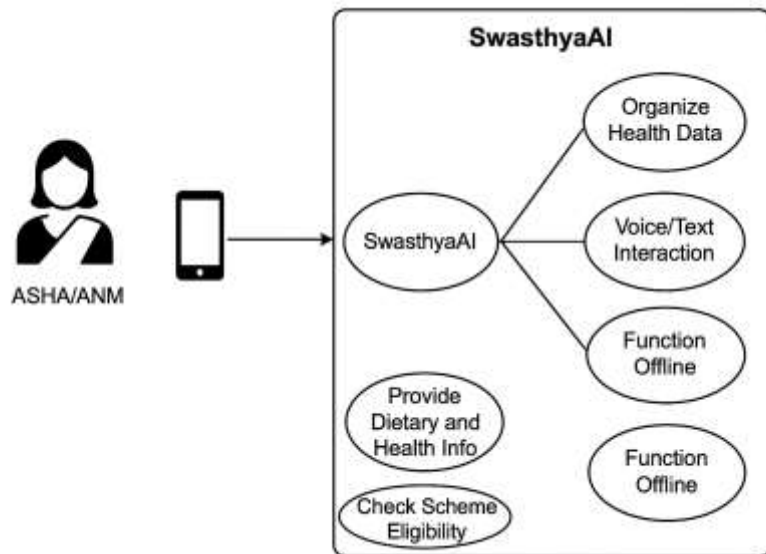 SwasthyaAI
Organize
Health Data
SwasthyaAI
Voice/Text
Interaction
ASHA/ANM
Function
Offline
Provide
Dietary and
Health Info
Function
Offline
Check Scheme
Eligibility